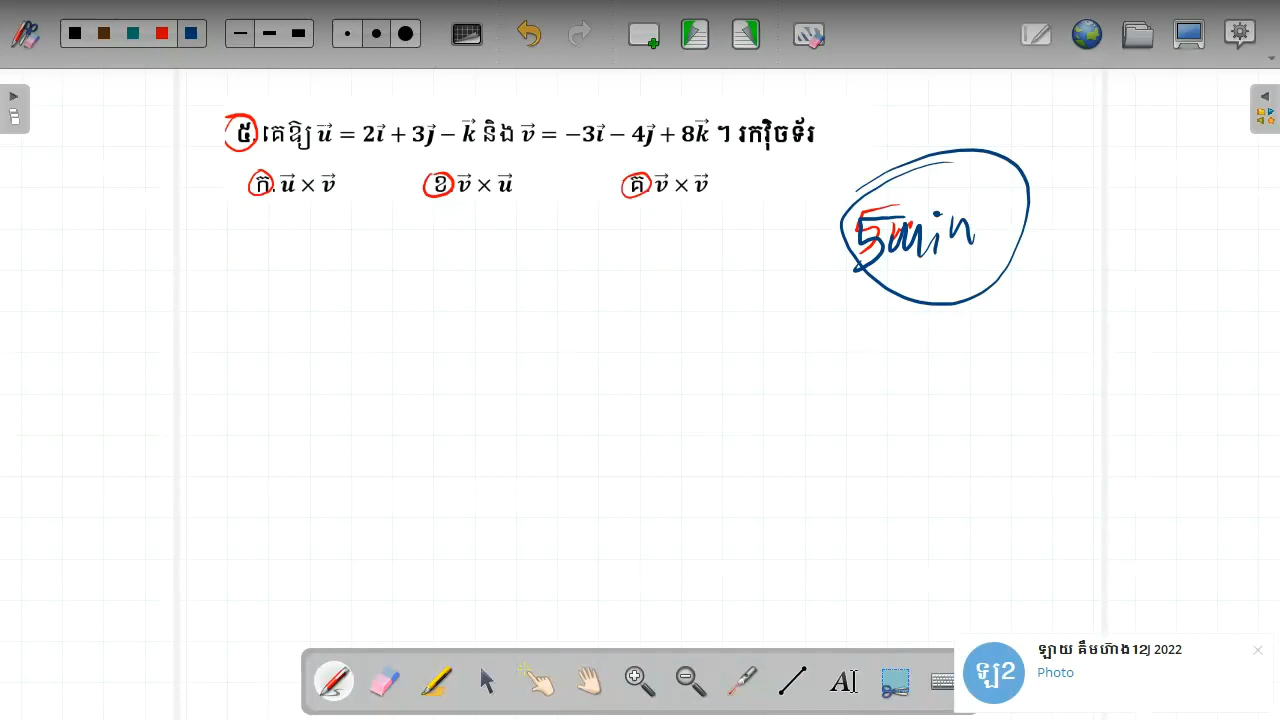 ៥. គេឱ្យ u⃗ = 2i⃗ + 3j⃗ − k⃗ និង v⃗ = −3i⃗ − 4j⃗ + 8k⃗ ។ រកវ៉ិចទ័រ
ក. u⃗ × v⃗ ខ v⃗ × u⃗ គ. v⃗ × v⃗
5min
ឡាយ គឹមហ៊ាង12J 2022
ឡ2
Photo